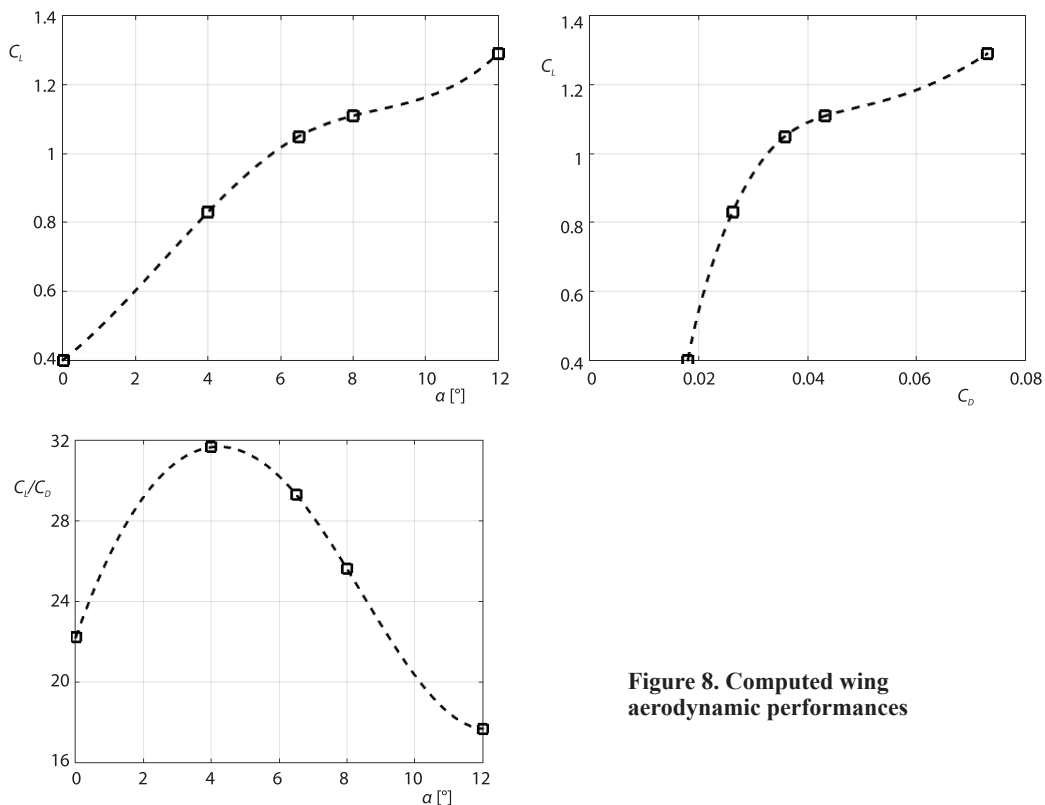 1.4
C_L
1.2
1
0.8
0.6
0.4
0 2 4 6 8 10 12
α [°]
1.4
C_L
1.2
1
0.8
0.6
0.4
0 0.02 0.04 0.06 0.08
C_D
32
C_L/C_D
28
24
20
16
0 2 4 6 8 10 12
α [°]
Figure 8. Computed wing
aerodynamic performances